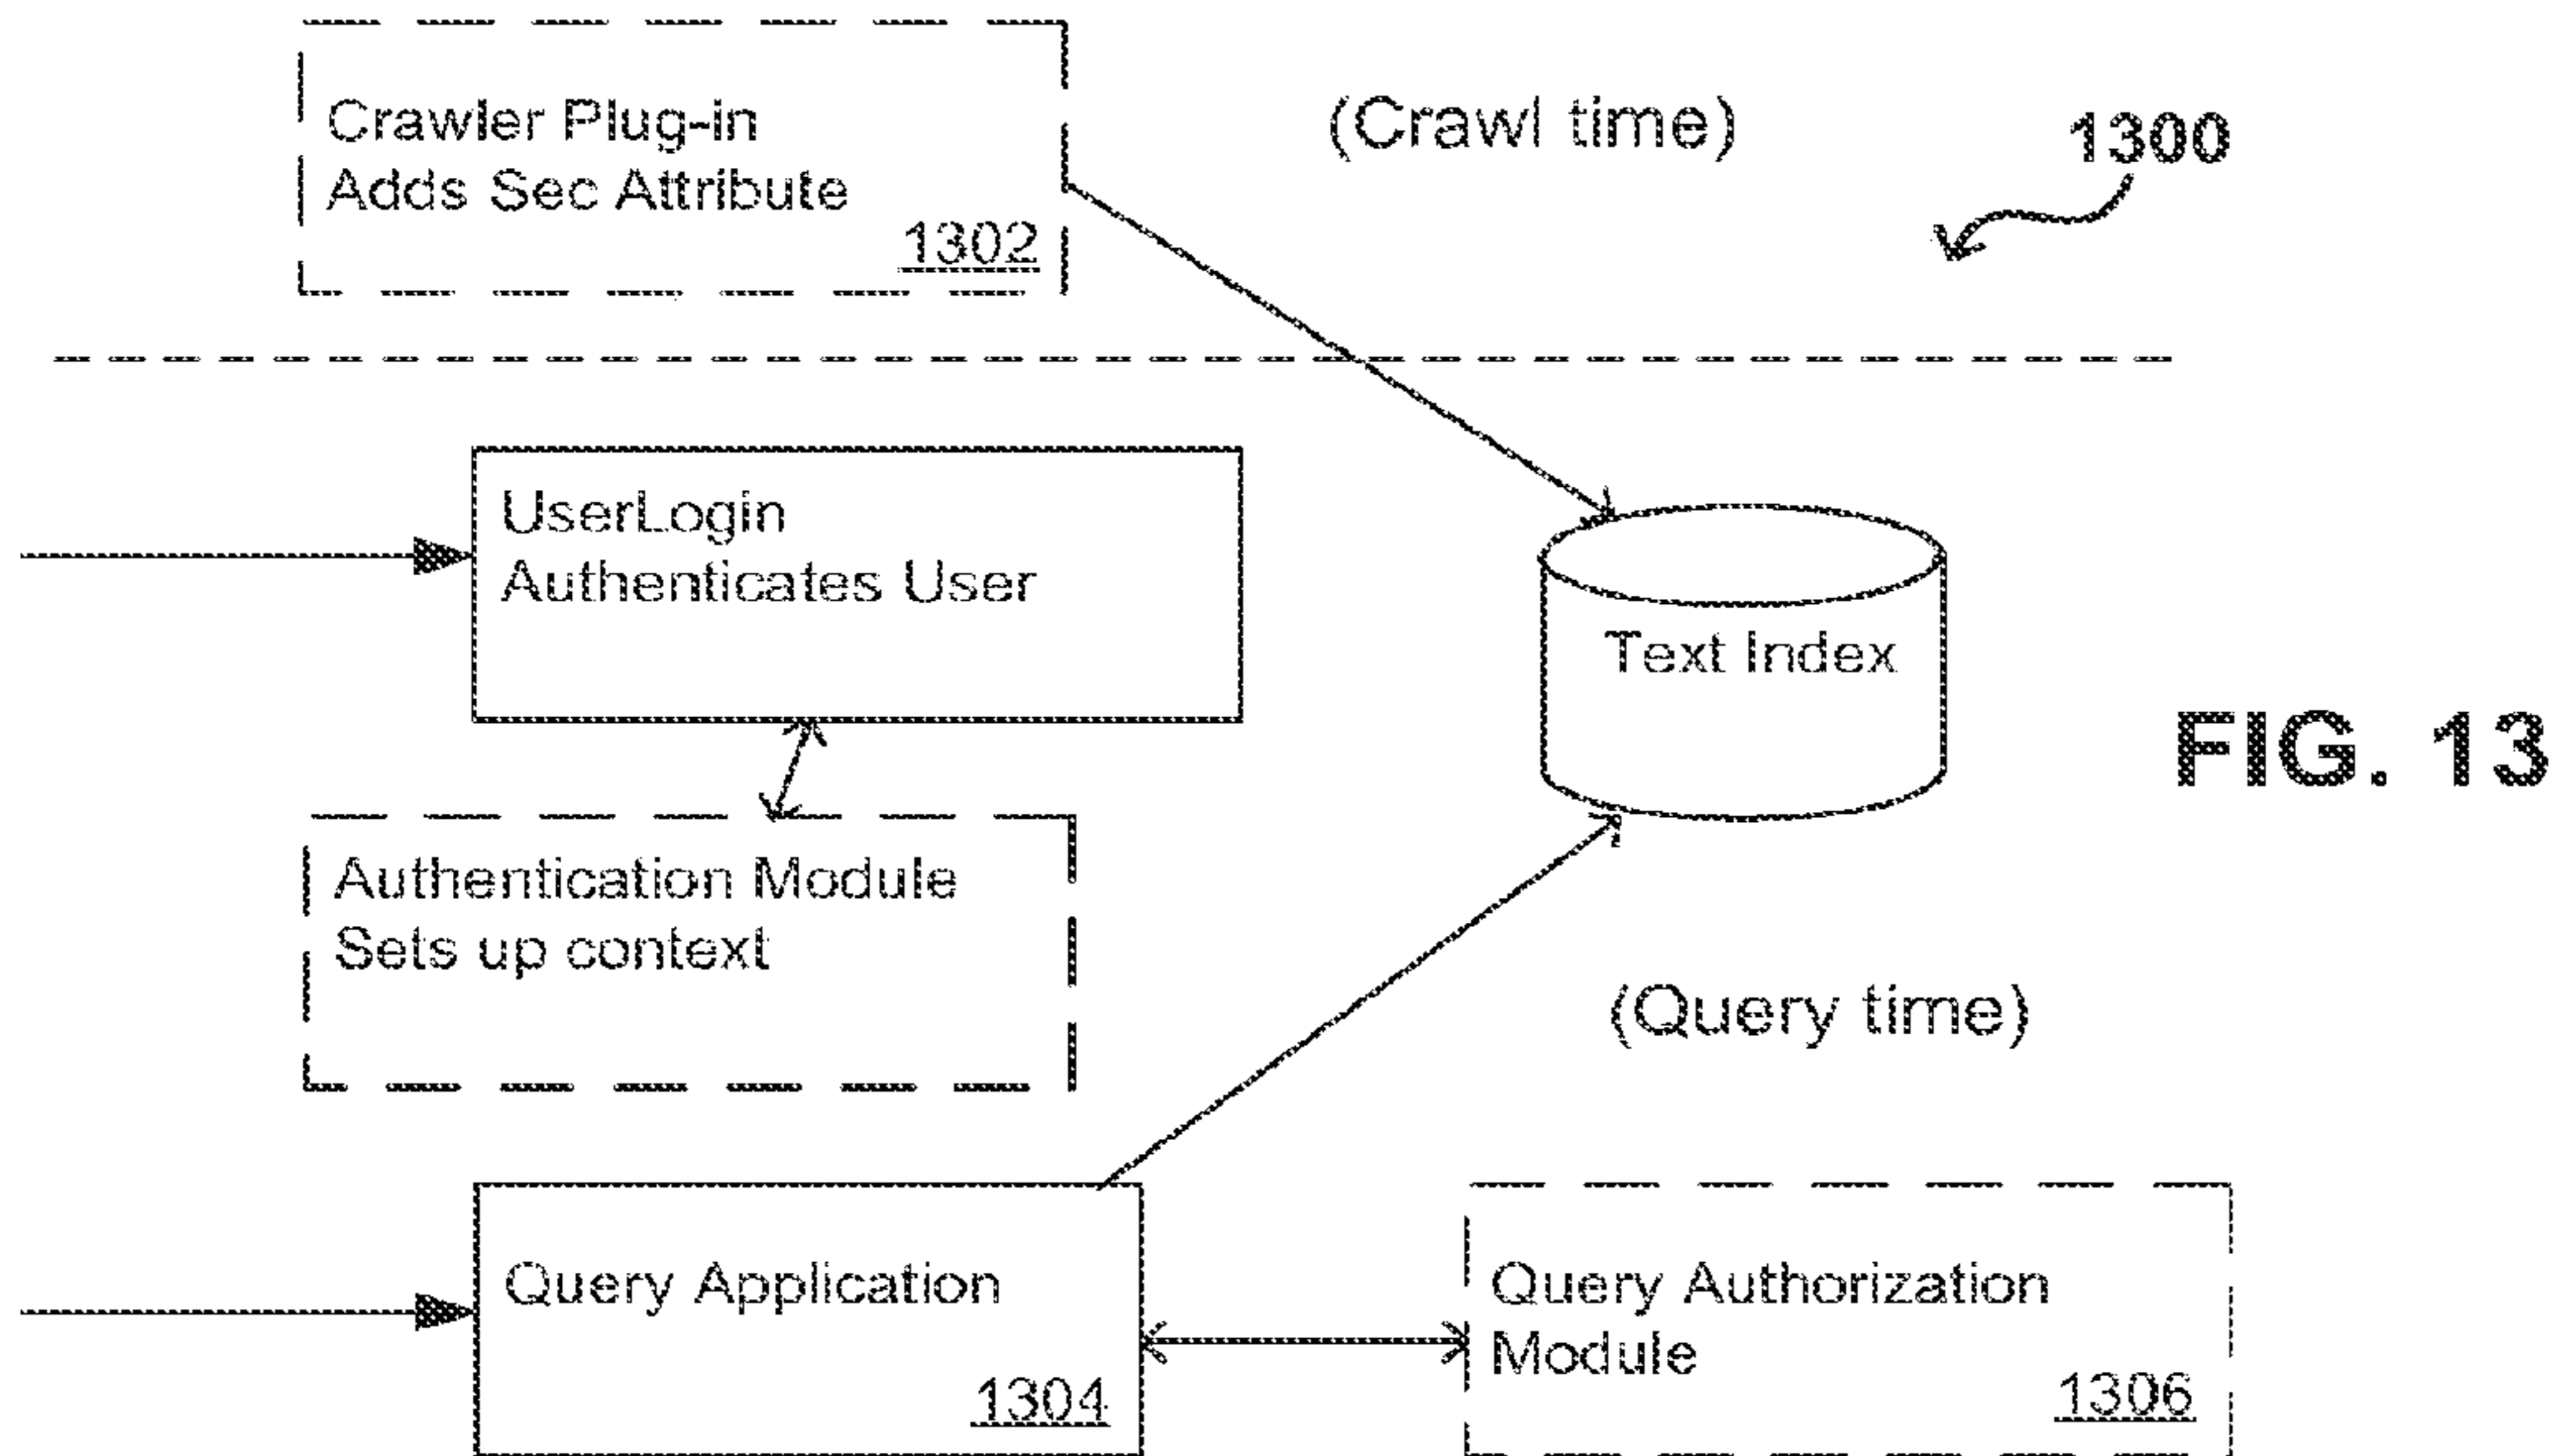 Crawler Plug-in
Adds Sec Attribute
1302
(Crawl time)
1300
UserLogin
Authenticates User
Text Index
FIG. 13
Authentication Module
Sets up context
(Query time)
Query Application
1304
Query Authorization
Module
1306